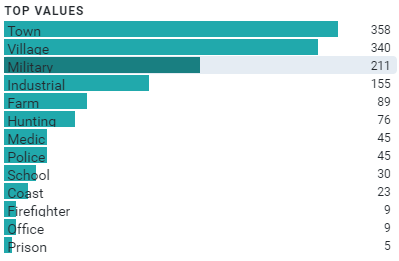 TOP VALUES
Town 358
Village 340
Military 211
Industrial 155
Farm 89
Hunting 76
Medic 45
Police 45
School 30
Coast 23
Firefighter 9
Office 9
Prison 5